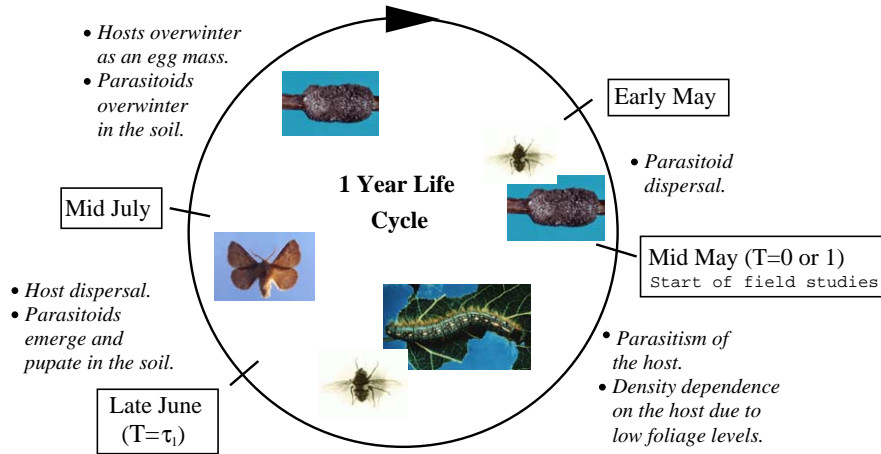 • Hosts overwinter
as an egg mass.
• Parasitoids
overwinter
in the soil.
Early May
• Parasitoid
dispersal.
1 Year Life
Cycle
Mid July
Mid May (T=0 or 1)
Start of field studies
• Host dispersal.
• Parasitoids
emerge and
pupate in the soil.
• Parasitism of
the host.
• Density dependence
on the host due to
low foliage levels.
Late June
(T=τ₁)